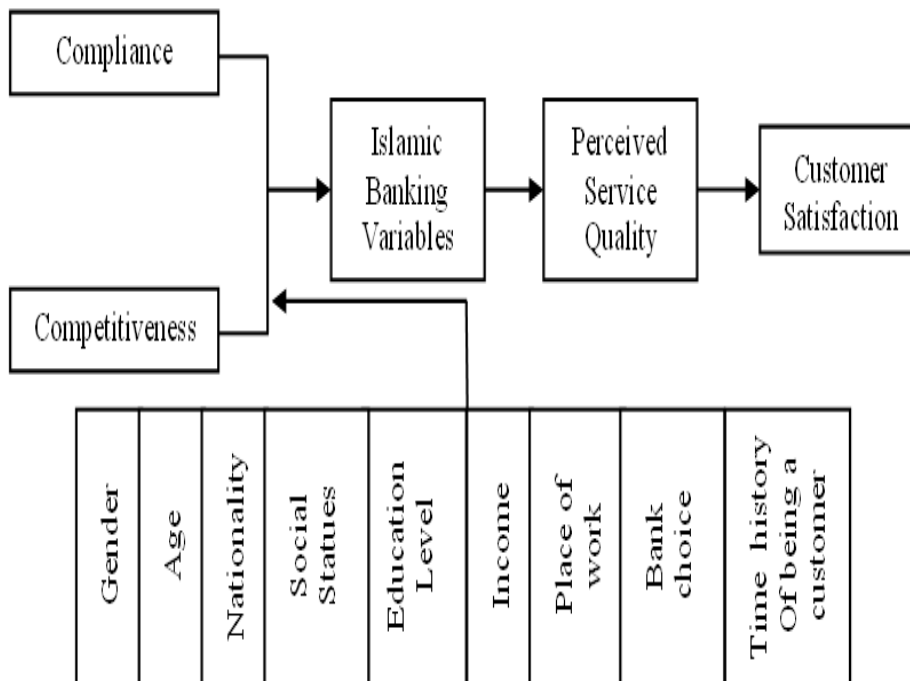 Compliance
Islamic
Banking
Variables
Perceived
Service
Quality
Customer
Satisfaction
Competitiveness
Gender
Age
Nationality
Social
Statues
Education
Level
Income
Place of
work
Bank
choice
Time history
Of being a
customer